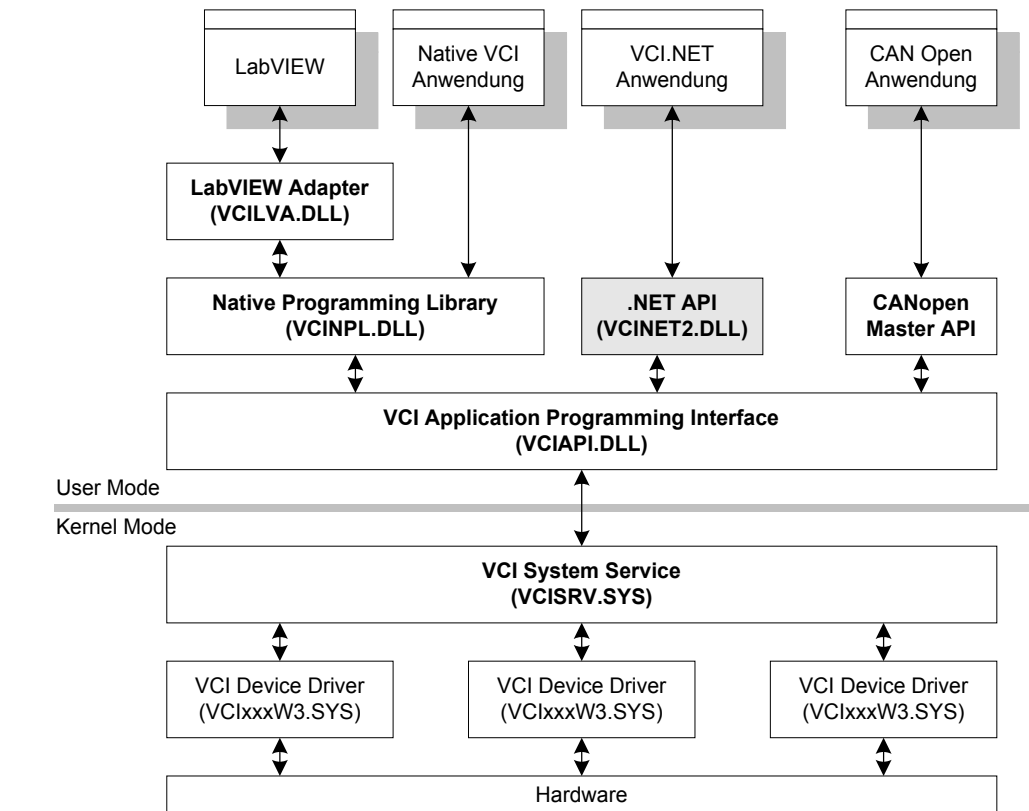 LabVIEW
Native VCI
Anwendung
VCI.NET
Anwendung
CAN Open
Anwendung
LabVIEW Adapter
(VCILVA.DLL)
Native Programming Library
(VCINPL.DLL)
.NET API
(VCINET2.DLL)
CANopen
Master API
VCI Application Programming Interface
(VCIAPI.DLL)
User Mode
Kernel Mode
VCI System Service
(VCISRV.SYS)
VCI Device Driver
(VCIxxxW3.SYS)
VCI Device Driver
(VCIxxxW3.SYS)
VCI Device Driver
(VCIxxxW3.SYS)
Hardware